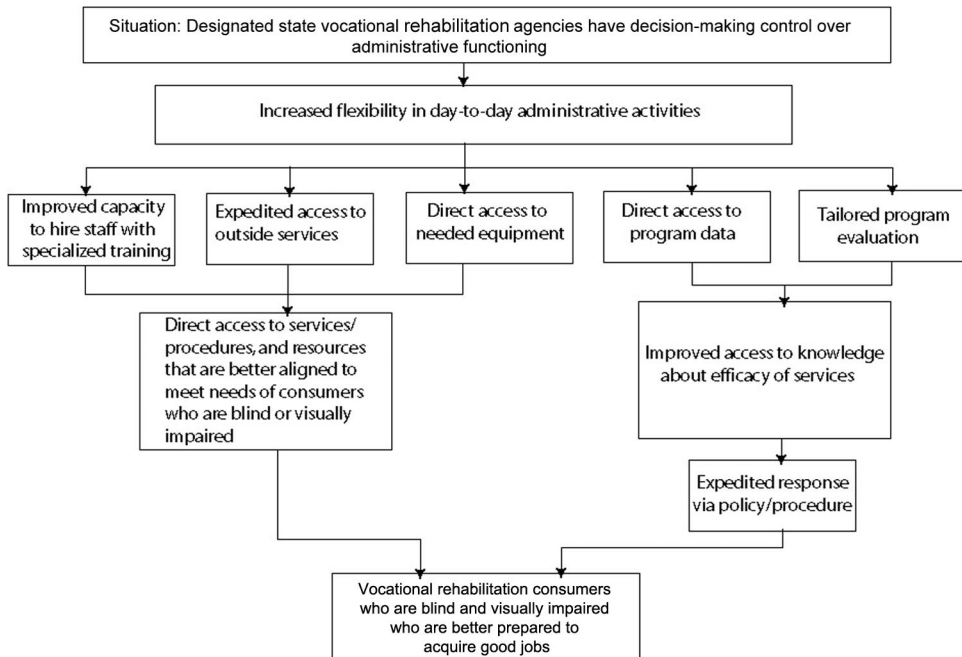 Situation: Designated state vocational rehabilitation agencies have decision-making control over
administrative functioning
Increased flexibility in day-to-day administrative activities
Improved capacity
to hire staff with
specialized training
Expedited access to
outside services
Direct access to
needed equipment
Direct access to
program data
Tailored program
evaluation
Direct access to services/
procedures, and resources
that are better aligned to
meet needs of consumers
who are blind or visually
impaired
Improved access to knowledge
about efficacy of services
Expedited response
via policy/procedure
Vocational rehabilitation consumers
who are blind and visually impaired
who are better prepared to
acquire good jobs